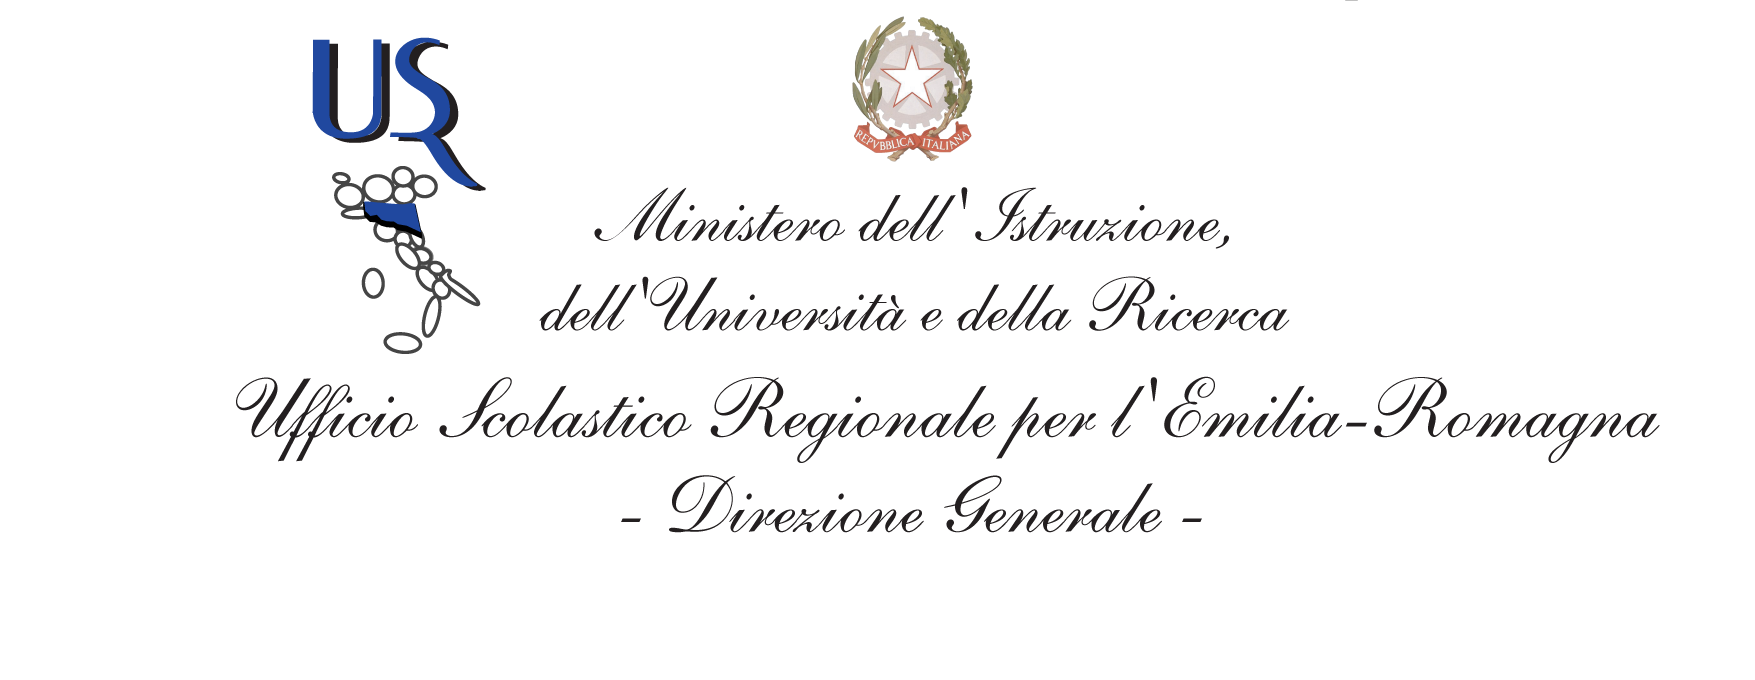 USR
REPVBBLICA ITALIANA
Ministero dell'Istruzione,
dell'Università e della Ricerca
Ufficio Scolastico Regionale per l'Emilia-Romagna
- Direzione Generale -